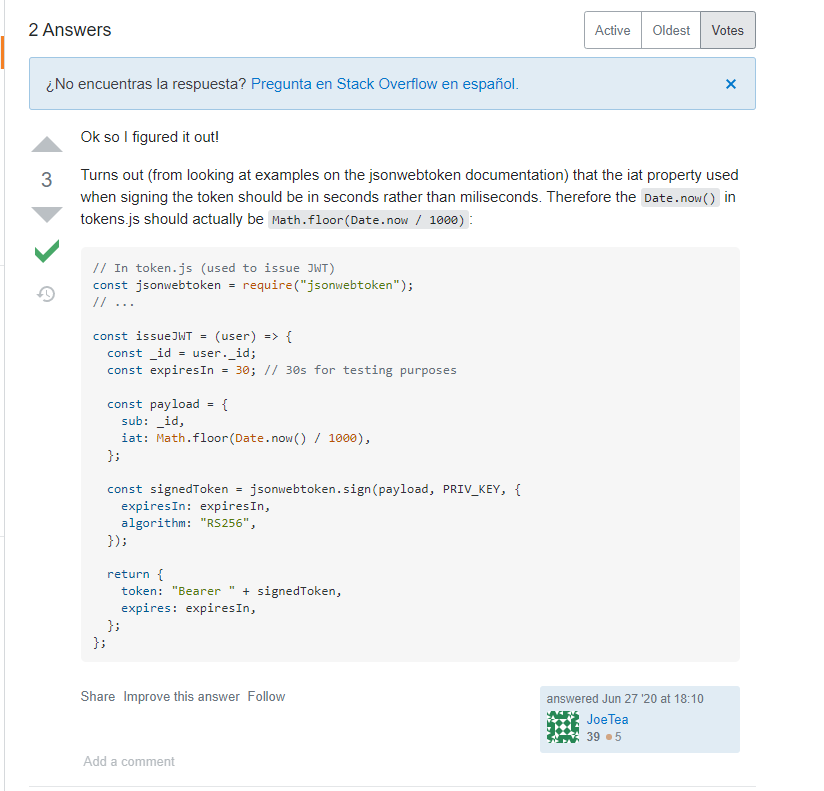 2 Answers
Active Oldest Votes
¿No encuentras la respuesta? Pregunta en Stack Overflow en español. ×
Ok so I figured it out!
3
Turns out (from looking at examples on the jsonwebtoken documentation) that the iat property used
when signing the token should be in seconds rather than miliseconds. Therefore the Date.now() in
tokens.js should actually be Math.floor(Date.now / 1000):
// In token.js (used to issue JWT)
const jsonwebtoken = require("jsonwebtoken");
// ...
const issueJWT = (user) => {
  const _id = user._id;
  const expiresIn = 30; // 30s for testing purposes
  const payload = {
    sub: _id,
    iat: Math.floor(Date.now() / 1000),
  };
  const signedToken = jsonwebtoken.sign(payload, PRIV_KEY, {
    expiresIn: expiresIn,
    algorithm: "RS256",
  });
  return {
    token: "Bearer " + signedToken,
    expires: expiresIn,
  };
};
Share Improve this answer Follow
answered Jun 27 '20 at 18:10
JoeTea
39 ●5
Add a comment